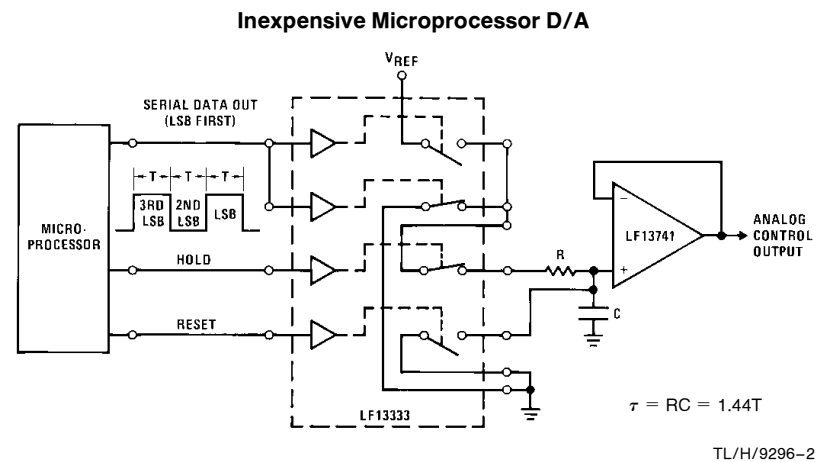 Inexpensive Microprocessor D/A
VREF
SERIAL DATA OUT
(LSB FIRST)
T T T
3RD
LSB
2ND
LSB
LSB
MICRO-
PROCESSOR
HOLD
RESET
LF13333
R
C
−
+
LF13741
ANALOG
CONTROL
OUTPUT
τ = RC = 1.44T
TL/H/9296–2